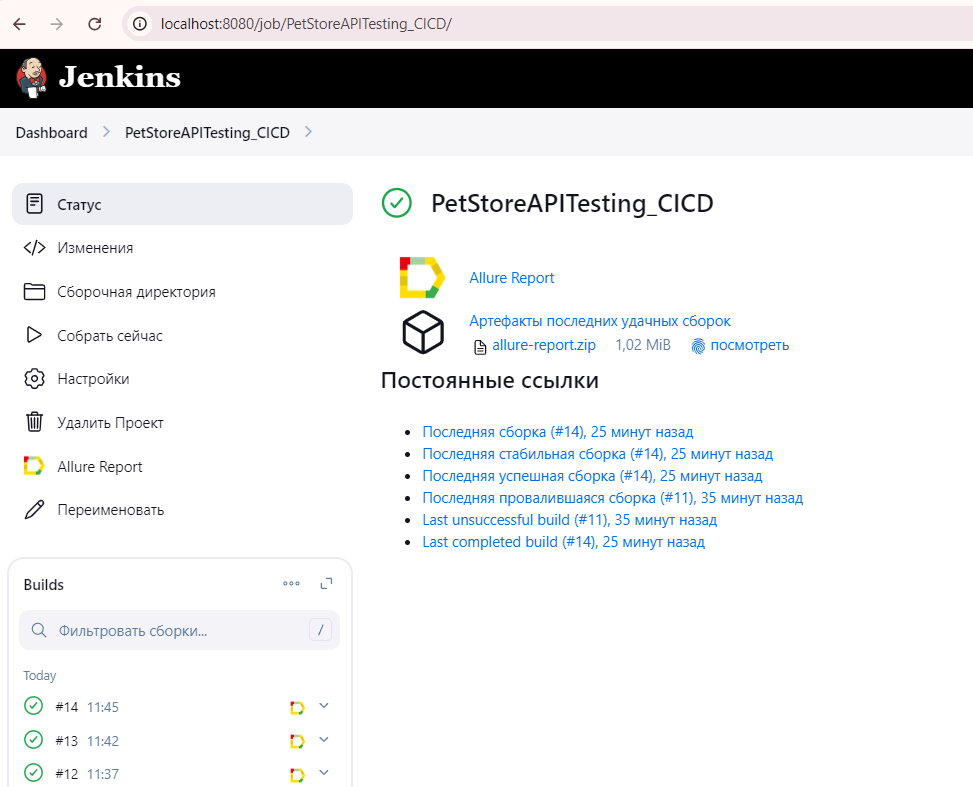 localhost:8080/job/PetStoreAPITesting_CICD/
Jenkins
Dashboard
PetStoreAPITesting_CICD
Статус
Изменения
Сборочная директория
Собрать сейчас
Настройки
Удалить Проект
Allure Report
Переименовать
Builds
Фильтровать сборки...
/
Today
#14 11:45
#13 11:42
#12 11:37
PetStoreAPITesting_CICD
Allure Report
Артефакты последних удачных сборок
allure-report.zip 1,02 MiB посмотреть
Постоянные ссылки
Последняя сборка (#14), 25 минут назад
Последняя стабильная сборка (#14), 25 минут назад
Последняя успешная сборка (#14), 25 минут назад
Последняя провалившаяся сборка (#11), 35 минут назад
Last unsuccessful build (#11), 35 минут назад
Last completed build (#14), 25 минут назад